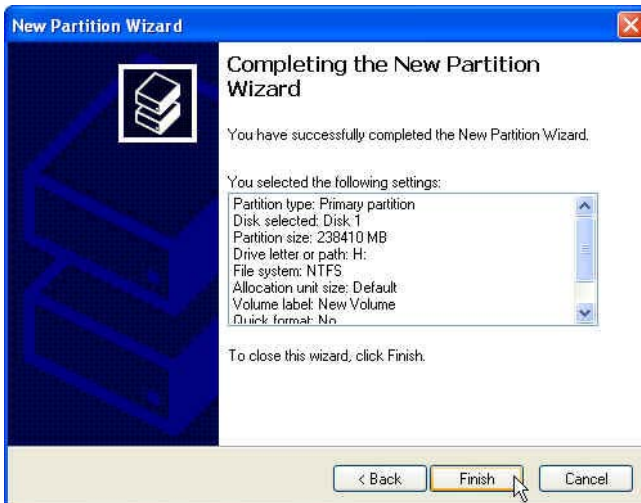 New Partition Wizard
Completing the New Partition
Wizard
You have successfully completed the New Partition Wizard.
You selected the following settings:
Partition type: Primary partition
Disk selected: Disk 1
Partition size: 238410 MB
Drive letter or path: H:
File system: NTFS
Allocation unit size: Default
Volume label: New Volume
Quick format: No
To close this wizard, click Finish.
< Back
Finish
Cancel